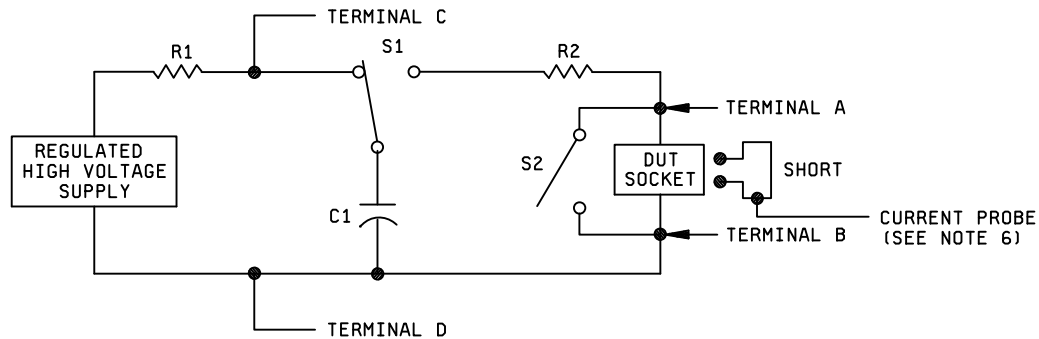 TERMINAL C
S1
R1
R2
TERMINAL A
REGULATED
HIGH VOLTAGE
SUPPLY
S2
DUT
SOCKET
SHORT
C1
CURRENT PROBE
(SEE NOTE 6)
TERMINAL B
TERMINAL D